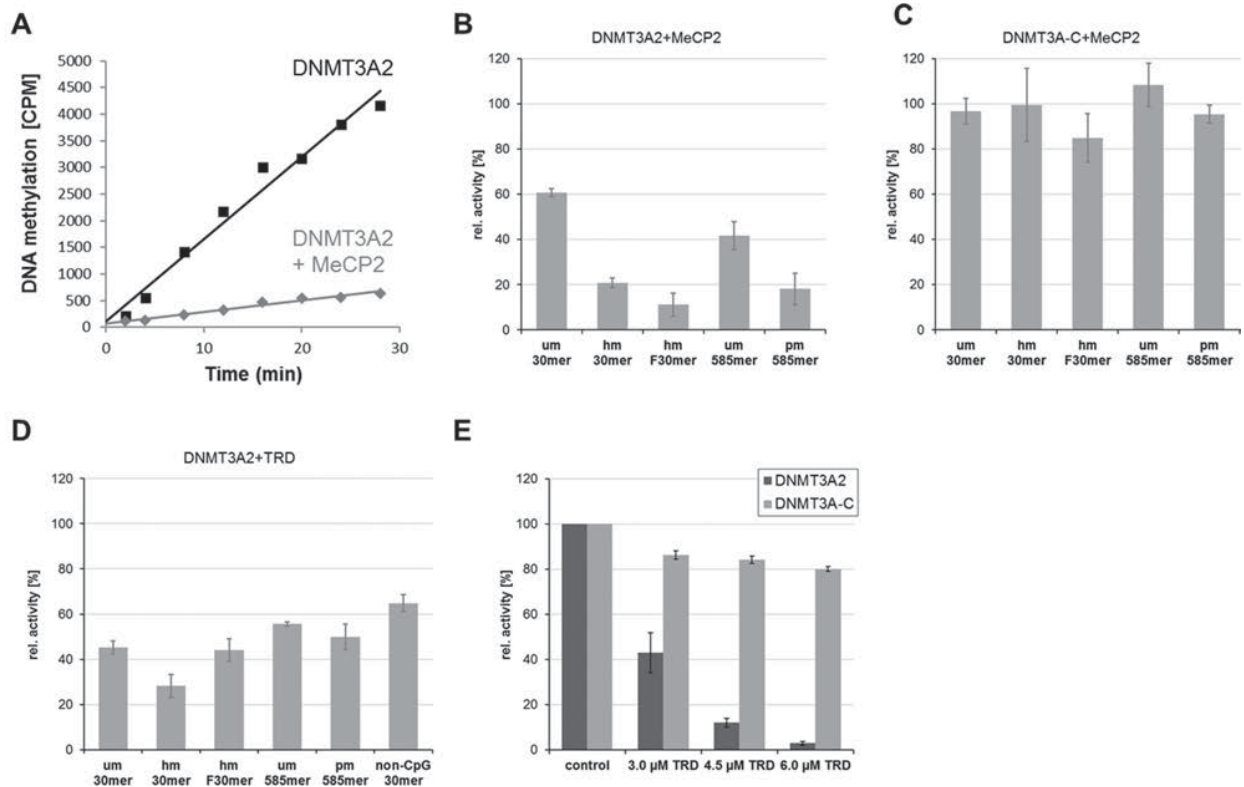 A
DNA methylation [CPM]
5000
4500
4000
3500
3000
2500
2000
1500
1000
500
0
0 10 20 30
Time (min)
DNMT3A2
DNMT3A2
+ MeCP2
B
DNMT3A2+MeCP2
rel. activity [%]
120
100
80
60
40
20
0
um hm hm um pm
30mer 30mer F30mer 585mer 585mer
C
DNMT3A-C+MeCP2
rel. activity [%]
120
100
80
60
40
20
0
um hm hm um pm
30mer 30mer F30mer 585mer 585mer
D
DNMT3A2+TRD
rel. activity [%]
120
100
80
60
40
20
0
um hm hm um pm non-CpG
30mer 30mer F30mer 585mer 585mer 30mer
E
DNMT3A2
DNMT3A-C
rel. activity [%]
120
100
80
60
40
20
0
control 3.0 µM TRD 4.5 µM TRD 6.0 µM TRD